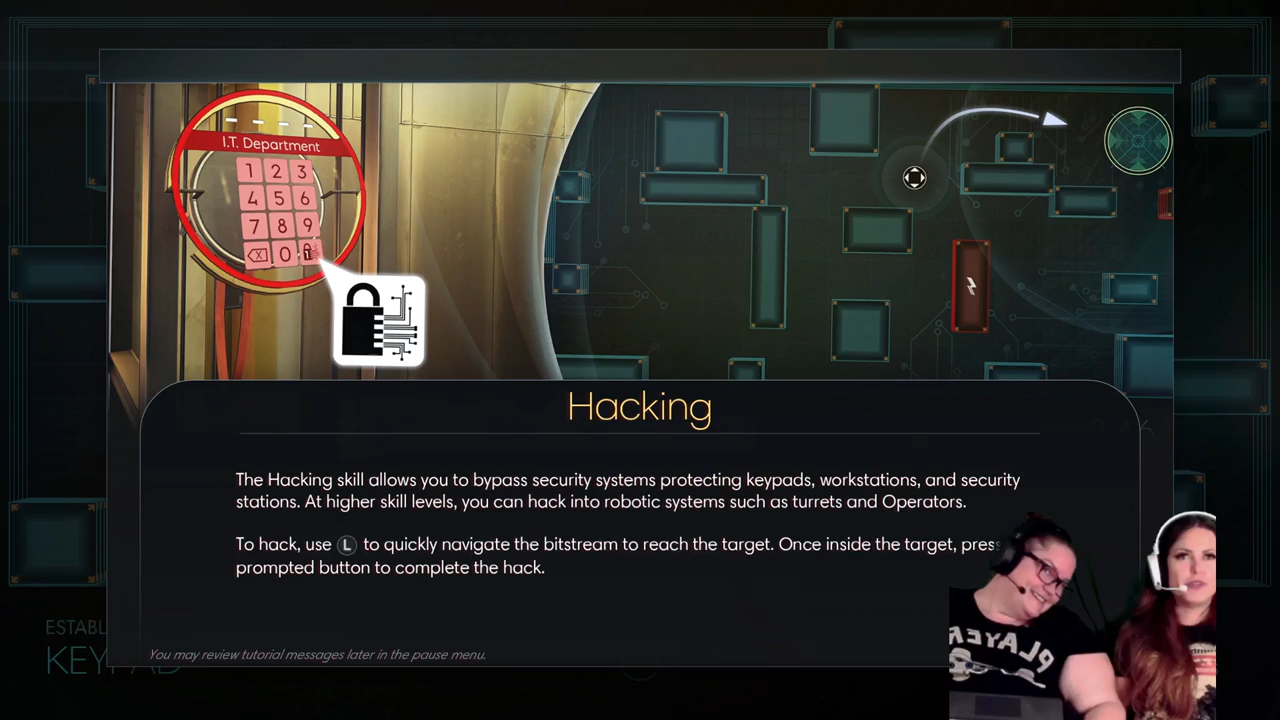 I.T. Department
1 2 3
4 5 6
7 8 9
0
Hacking
The Hacking skill allows you to bypass security systems protecting keypads, workstations, and security
stations. At higher skill levels, you can hack into robotic systems such as turrets and Operators.
To hack, use L to quickly navigate the bitstream to reach the target. Once inside the target, press
prompted button to complete the hack.
You may review tutorial messages later in the pause menu.
ESTABL
KEYPAD
PLAYER